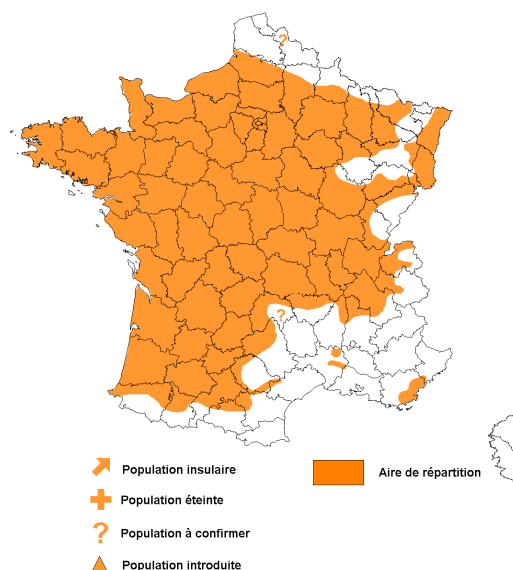 ?
?
Population insulaire
Aire de répartition
Population éteinte
? Population à confirmer
Population introduite